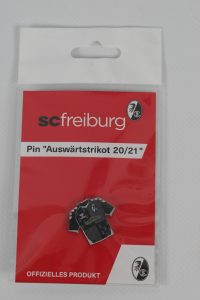 scfreiburg
Pin "Auswärtstrikot 20/21"
OFFIZIELLES PRODUKT